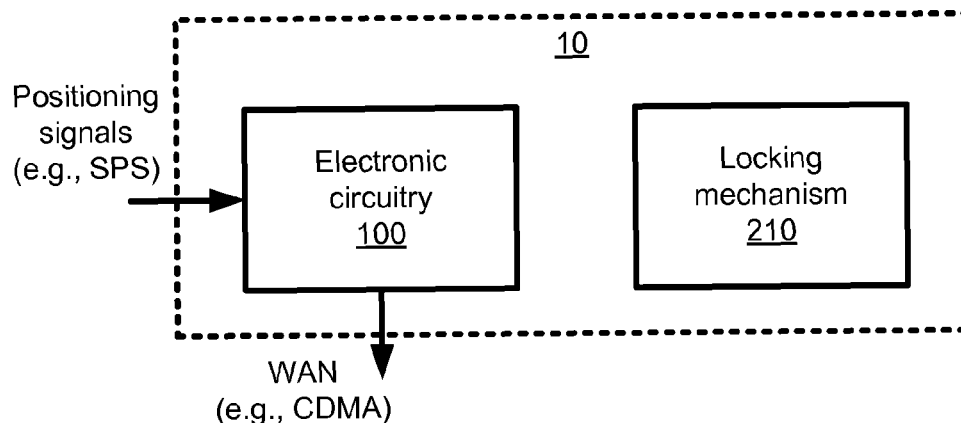 10
Positioning
signals
(e.g., SPS)
Electronic
circuitry
100
Locking
mechanism
210
WAN
(e.g., CDMA)